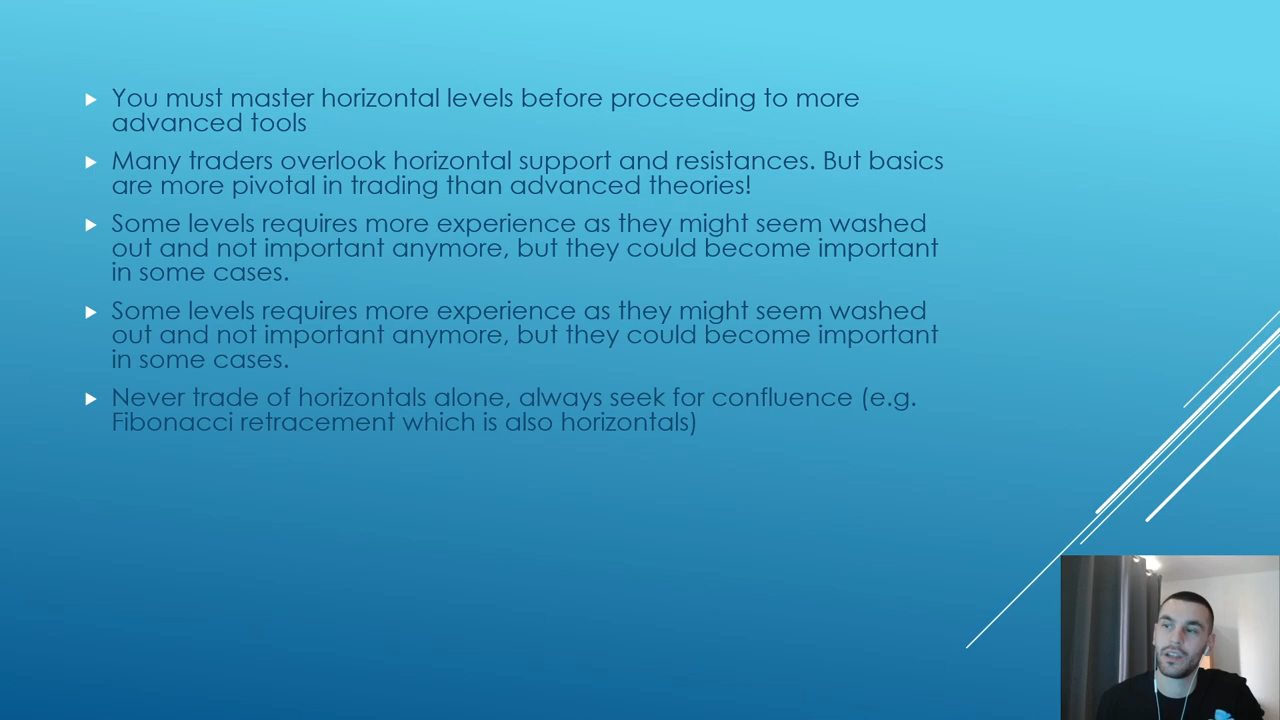 You must master horizontal levels before proceeding to more
advanced tools
Many traders overlook horizontal support and resistances. But basics
are more pivotal in trading than advanced theories!
Some levels requires more experience as they might seem washed
out and not important anymore, but they could become important
in some cases.
Some levels requires more experience as they might seem washed
out and not important anymore, but they could become important
in some cases.
Never trade of horizontals alone, always seek for confluence (e.g.
Fibonacci retracement which is also horizontals)